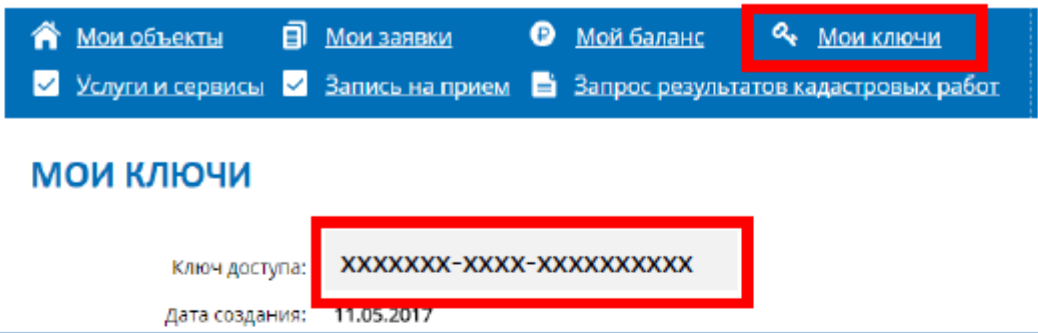 Мои объекты Мои заявки Мой баланс Мои ключи
Услуги и сервисы Запись на прием Запрос результатов кадастровых работ
МОИ КЛЮЧИ
Ключ доступа: XXXXXXX-XXXX-XXXXXXXXXX
Дата создания: 11.05.2017